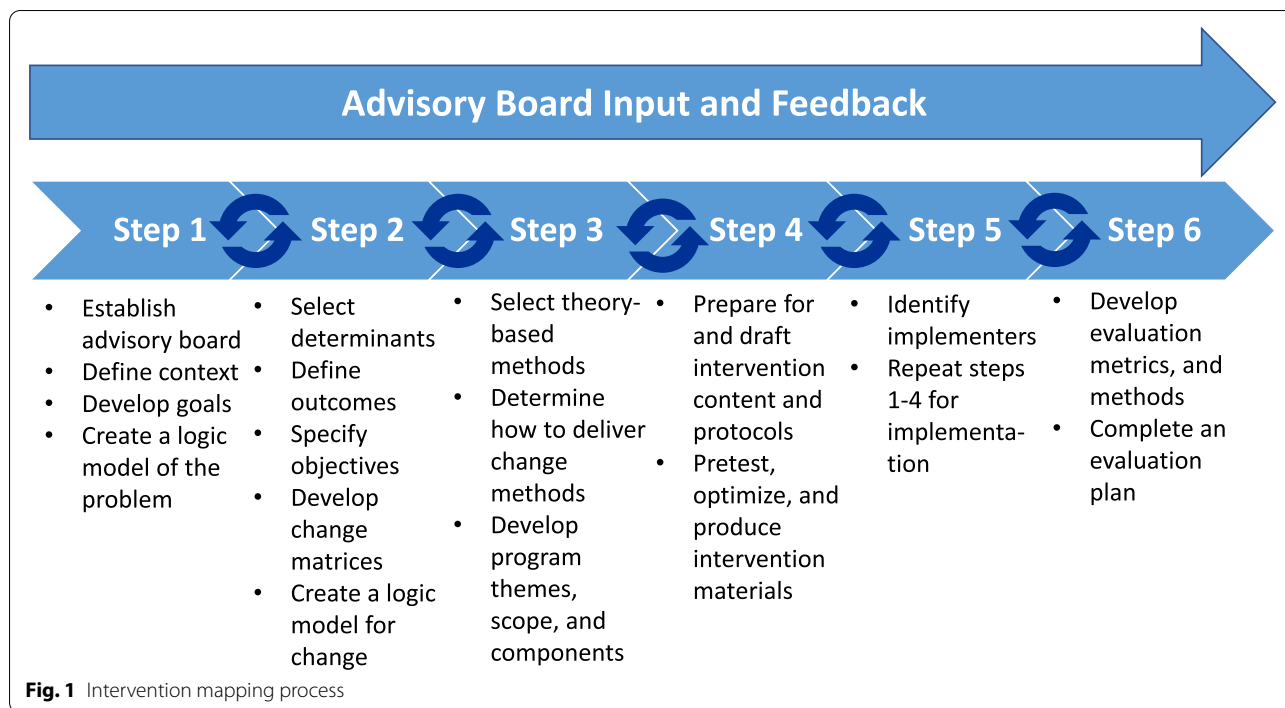 Advisory Board Input and Feedback
Step 1
Step 2
Step 3
Step 4
Step 5
Step 6
• Establish
advisory board
• Define context
• Develop goals
• Create a logic
model of the
problem
• Select
determinants
• Define
outcomes
• Specify
objectives
• Develop
change
matrices
• Create a logic
model for
change
• Select theory-
based
methods
• Determine
how to deliver
change
methods
• Develop
program
themes,
scope, and
components
• Prepare for
and draft
intervention
content and
protocols
• Pretest,
optimize, and
produce
intervention
materials
• Identify
implementers
• Repeat steps
1-4 for
implementa-
tion
• Develop
evaluation
metrics, and
methods
• Complete an
evaluation
plan
Fig. 1 Intervention mapping process